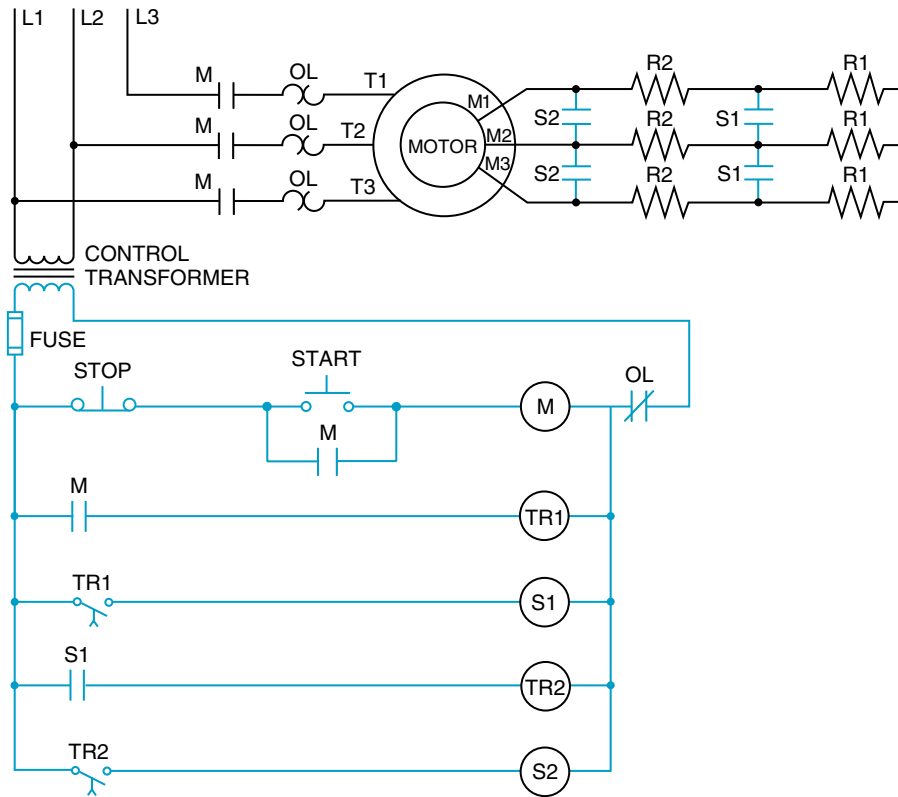 L1 L2 L3
M OL T1 M1 R2 R1
S2 S1
M OL T2 MOTOR M2 R2 R1
M OL T3 M3 S2 R2 S1 R1
CONTROL
TRANSFORMER
FUSE
STOP START OL
M
M
M
TR1
TR1
S1
S1
TR2
TR2
S2